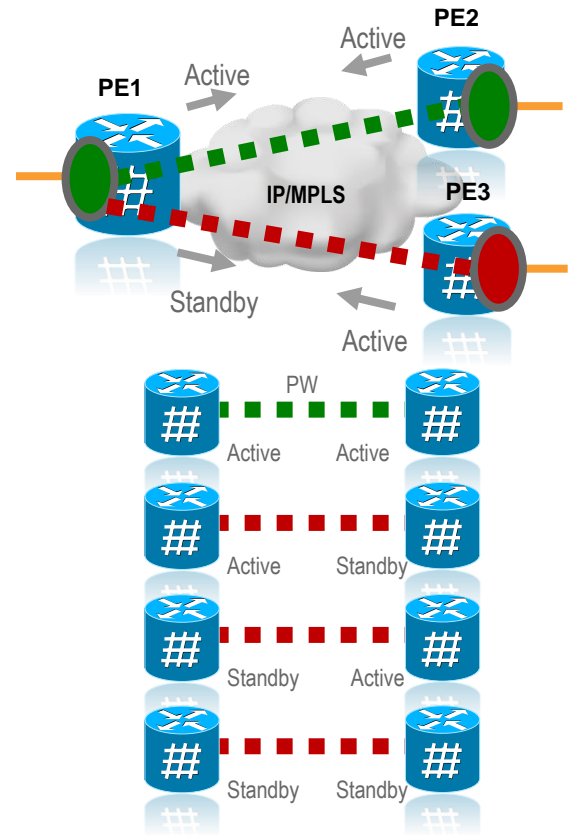 PE2
Active
PE1
Active
IP/MPLS
PE3
Standby
Active
PW
Active Active
Active Standby
Standby Active
Standby Standby